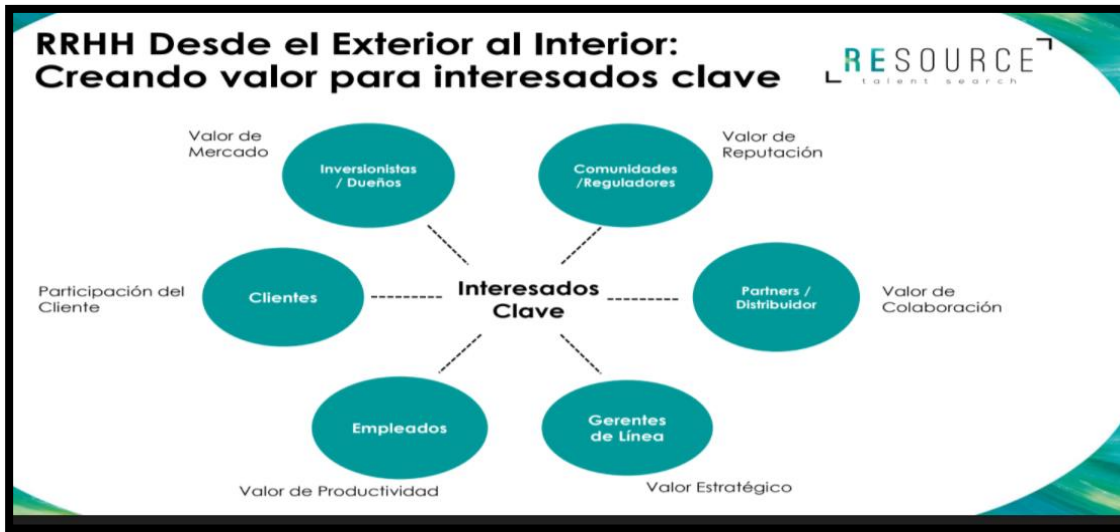 RRHH Desde el Exterior al Interior:
Creando valor para interesados clave
RESOURCE
talent search
Valor de
Mercado
Inversionistas
/ Dueños
Comunidades
/Reguladores
Valor de
Reputación
Participación del
Cliente
Clientes
Interesados
Clave
Partners /
Distribuidor
Valor de
Colaboración
Empleados
Gerentes
de Línea
Valor de Productividad
Valor Estratégico